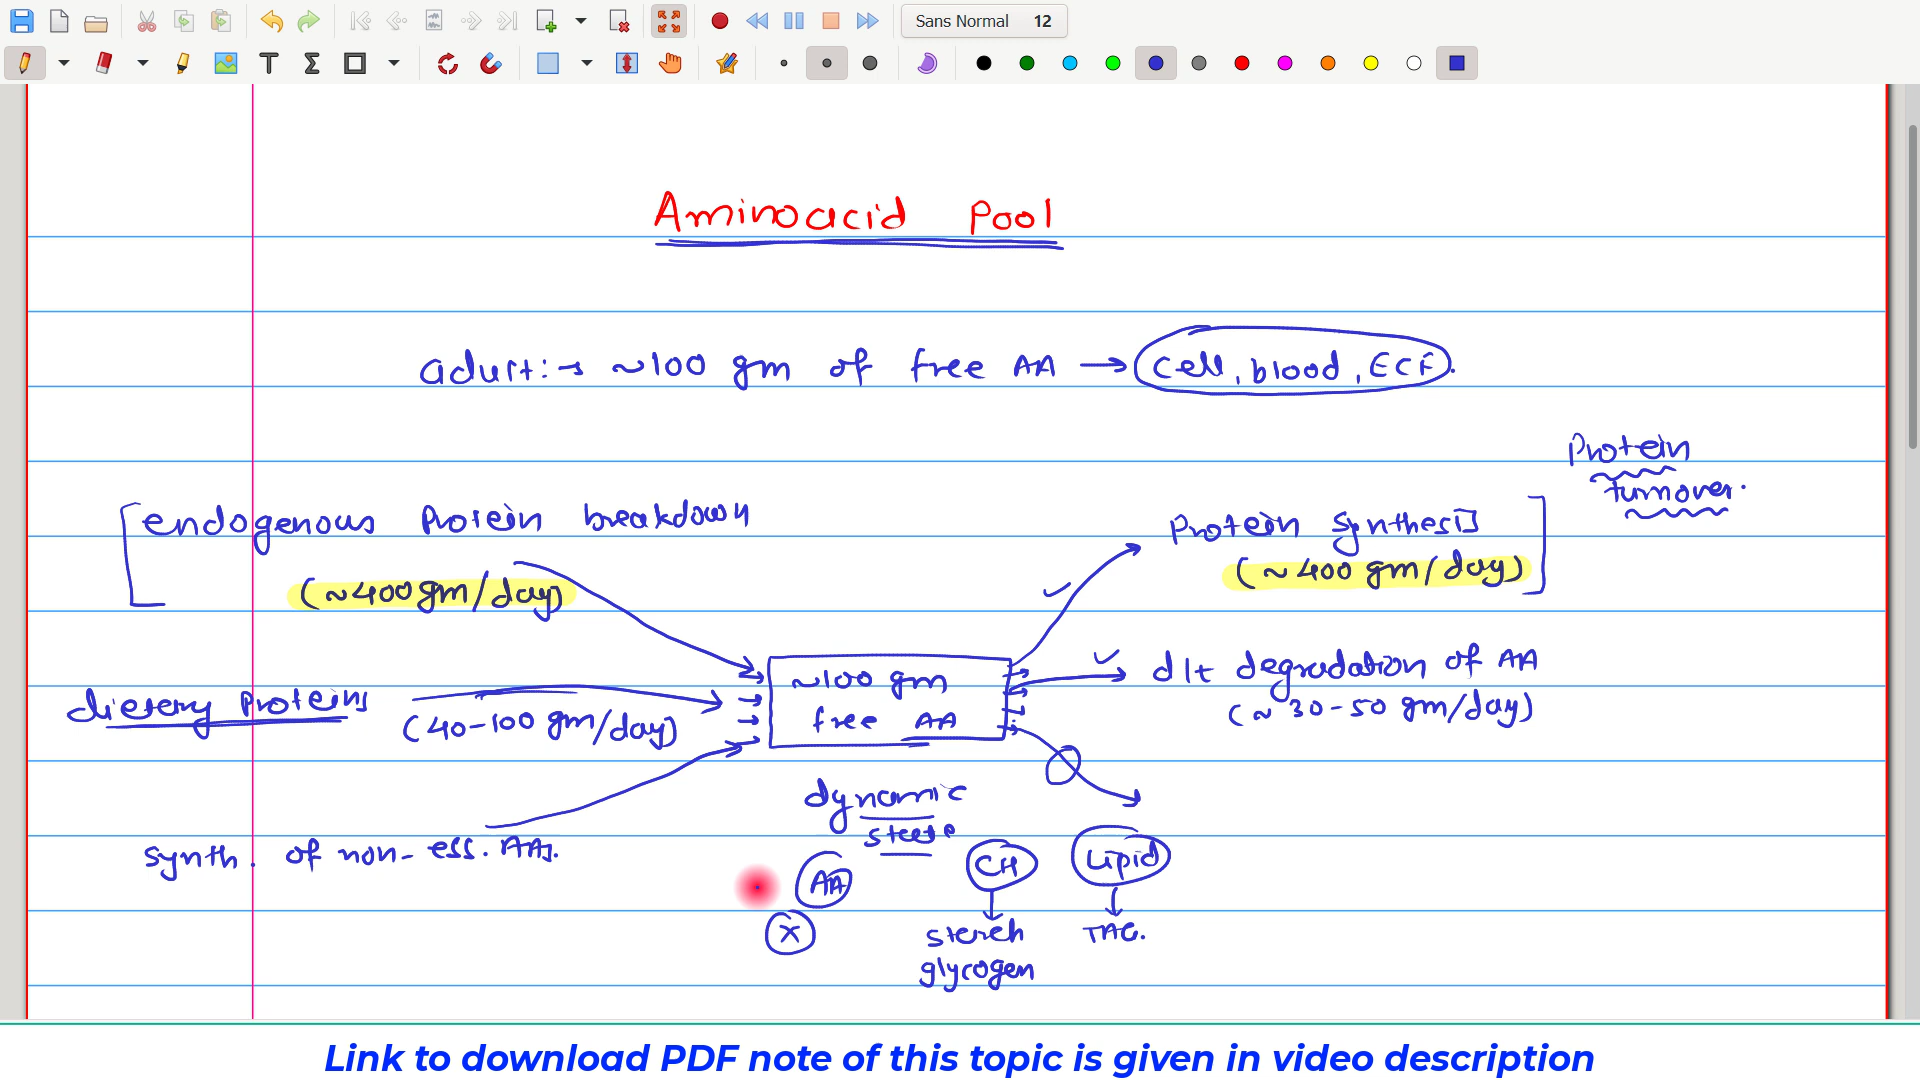 Sans Normal 12
Aminoacid Pool
adult:→ ~100 gm of free AA → Cell, blood, ECF.
Protein
turnover.
endogenous Protein breakdown
(~400gm/day)
Protein synthesis
(~400 gm/day)
dietery Proteins
(40-100 gm/day)
~100 gm
free AA
d/t degradation of AA
(~30-50 gm/day)
dynamic
state
synth. of non-ess. AAs.
AA
CH
Lipid
X
starch
glycogen
TAG.
Link to download PDF note of this topic is given in video description